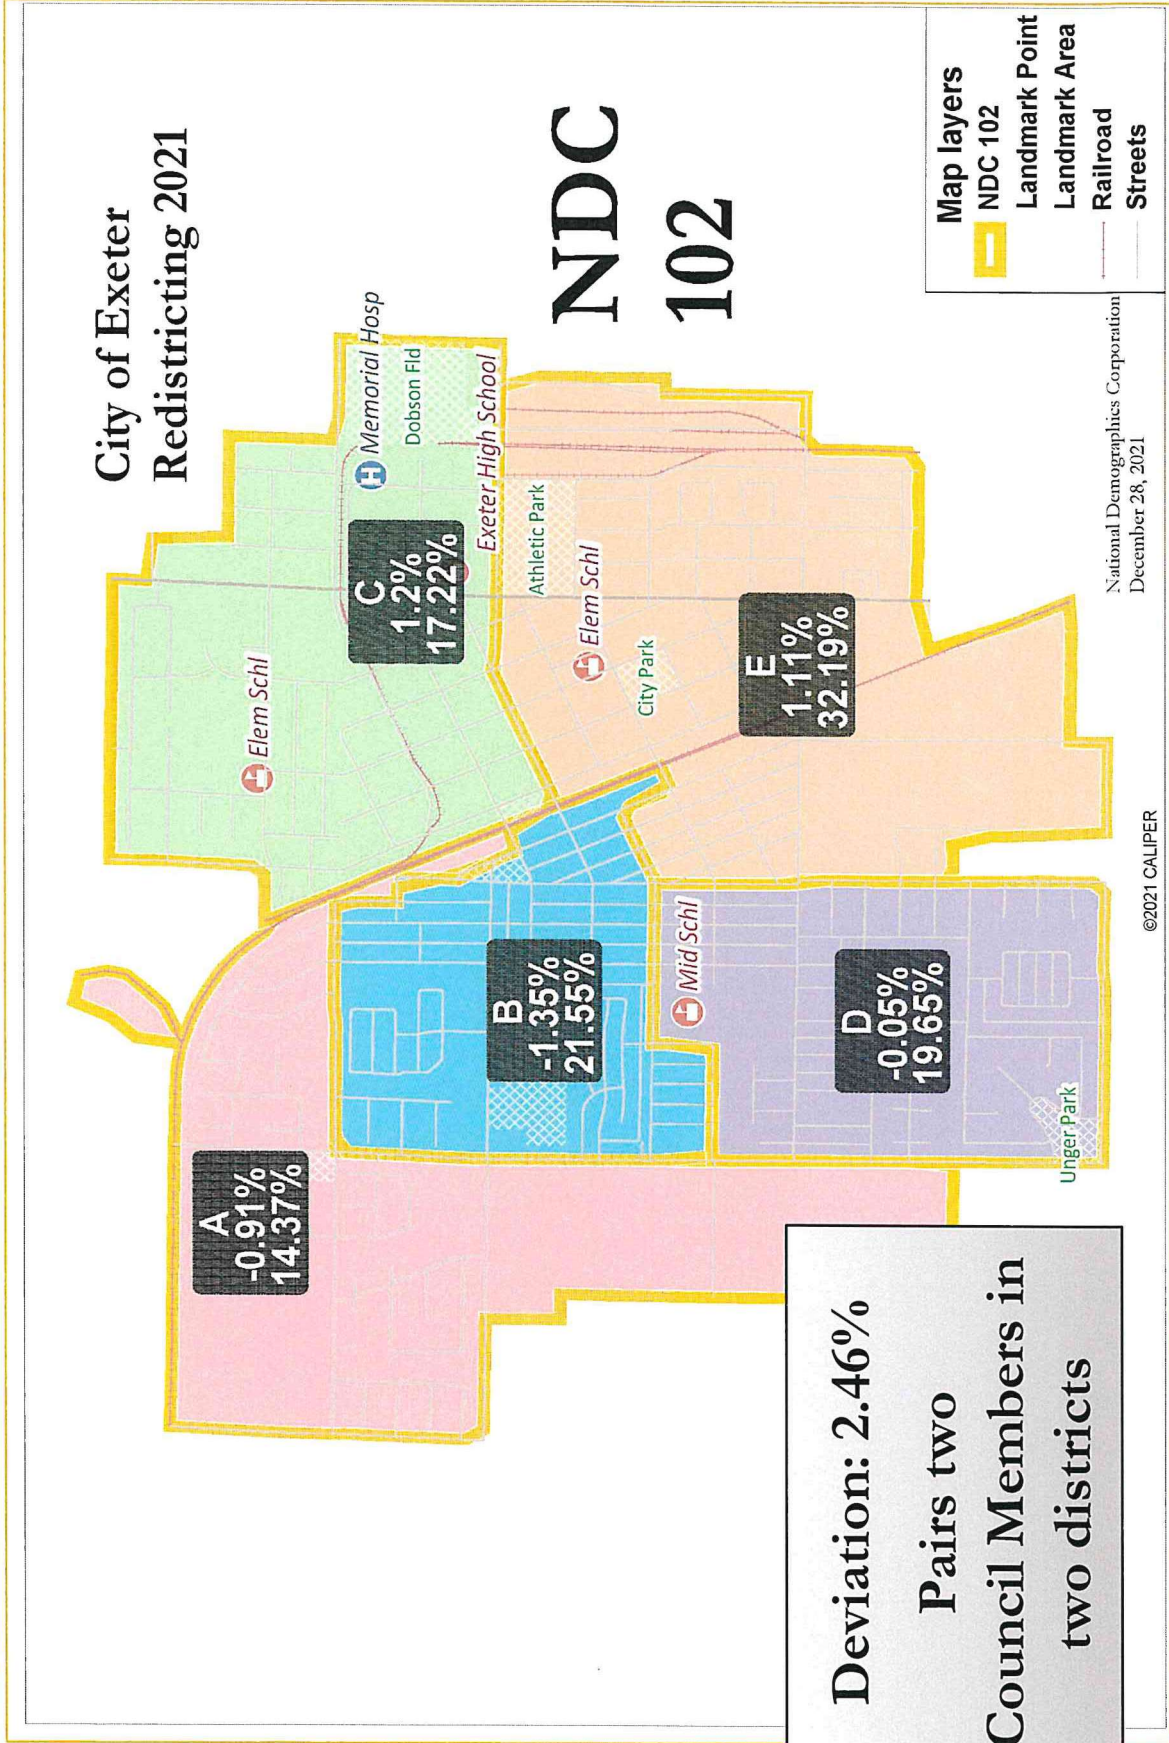 City of Exeter
Redistricting 2021
NDC
102
Map layers
NDC 102
Landmark Point
Landmark Area
Railroad
Streets
A
-0.91%
14.37%
B
-1.35%
21.55%
C
1.2%
17.22%
D
-0.05%
19.65%
E
1.11%
32.19%
Elem Schl
H Memorial Hosp
Dobson Fld
Exeter High School
Athletic Park
Elem Schl
City Park
Mid Schl
Unger Park
Deviation: 2.46%
Pairs two
Council Members in
two districts
©2021 CALIPER
National Demographics Corporation
December 28, 2021